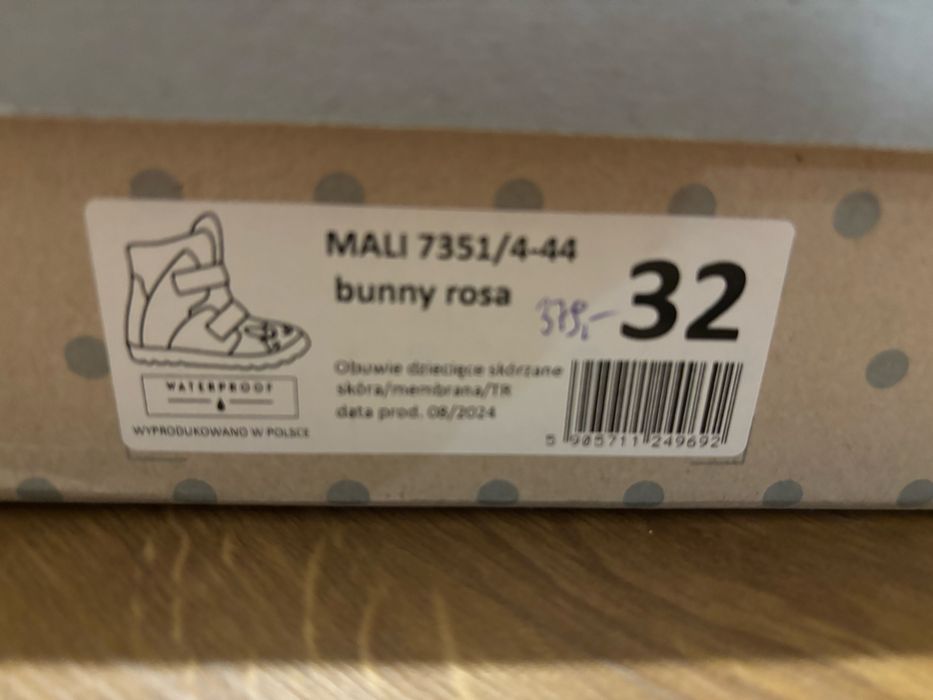 MALI 7351/4-44
bunny rosa
379,-
32
Obuwie dziecięce skórzane
skóra/membrana/TR
data prod. 08/2024
WATERPROOF
WYPRODUKOWANO W POLSCE
5 905711 249692